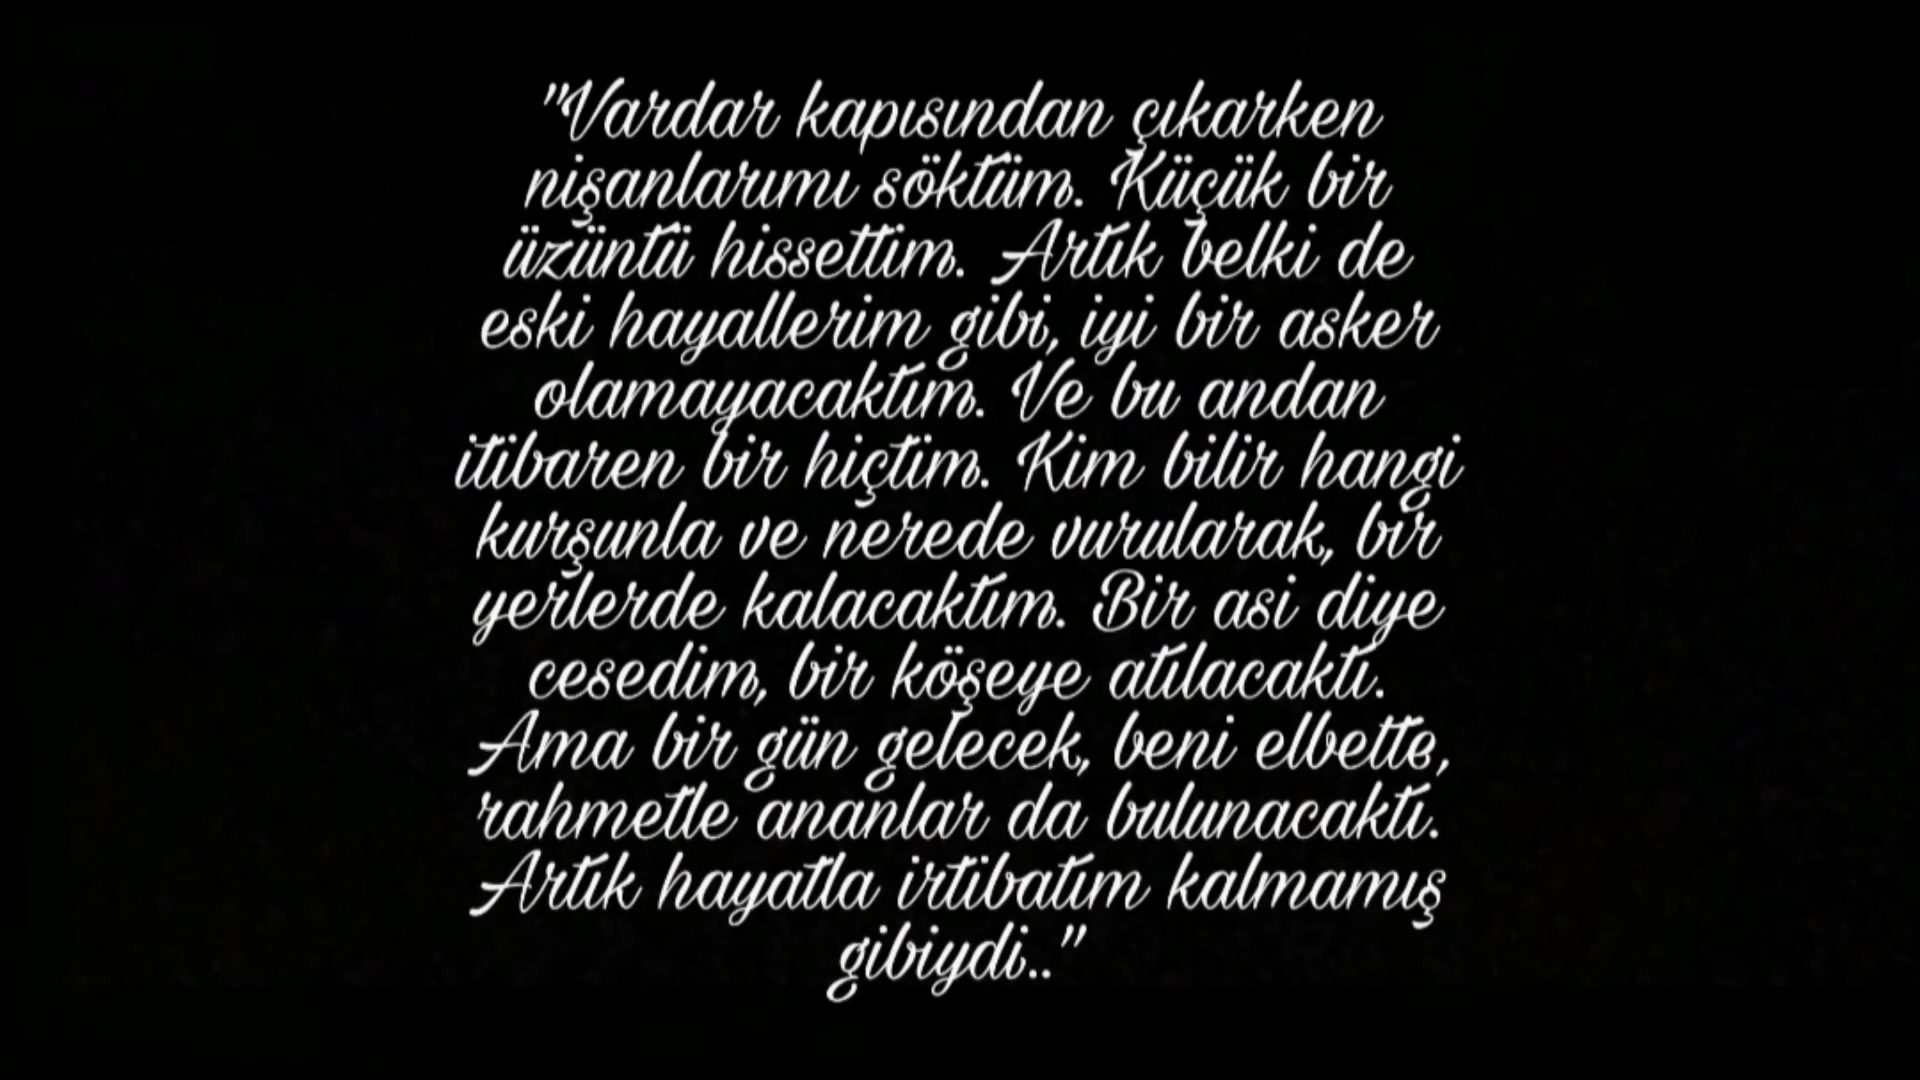 "Vardar kapısından çıkarken
nişanlarımı söktüm. Küçük bir
üzüntü hissettim. Artık belki de
eski hayallerim gibi, iyi bir asker
olamayacaktım. Ve bu andan
itibaren bir hiçtim. Kim bilir hangi
kurşunla ve nerede vurularak, bir
yerlerde kalacaktım. Bir asi diye
cesedim, bir köşeye atılacaktı.
Ama bir gün gelecek, beni elbette,
rahmetle ananlar da bulunacaktı.
Artık hayatla irtibatım kalmamış
gibiydi.."